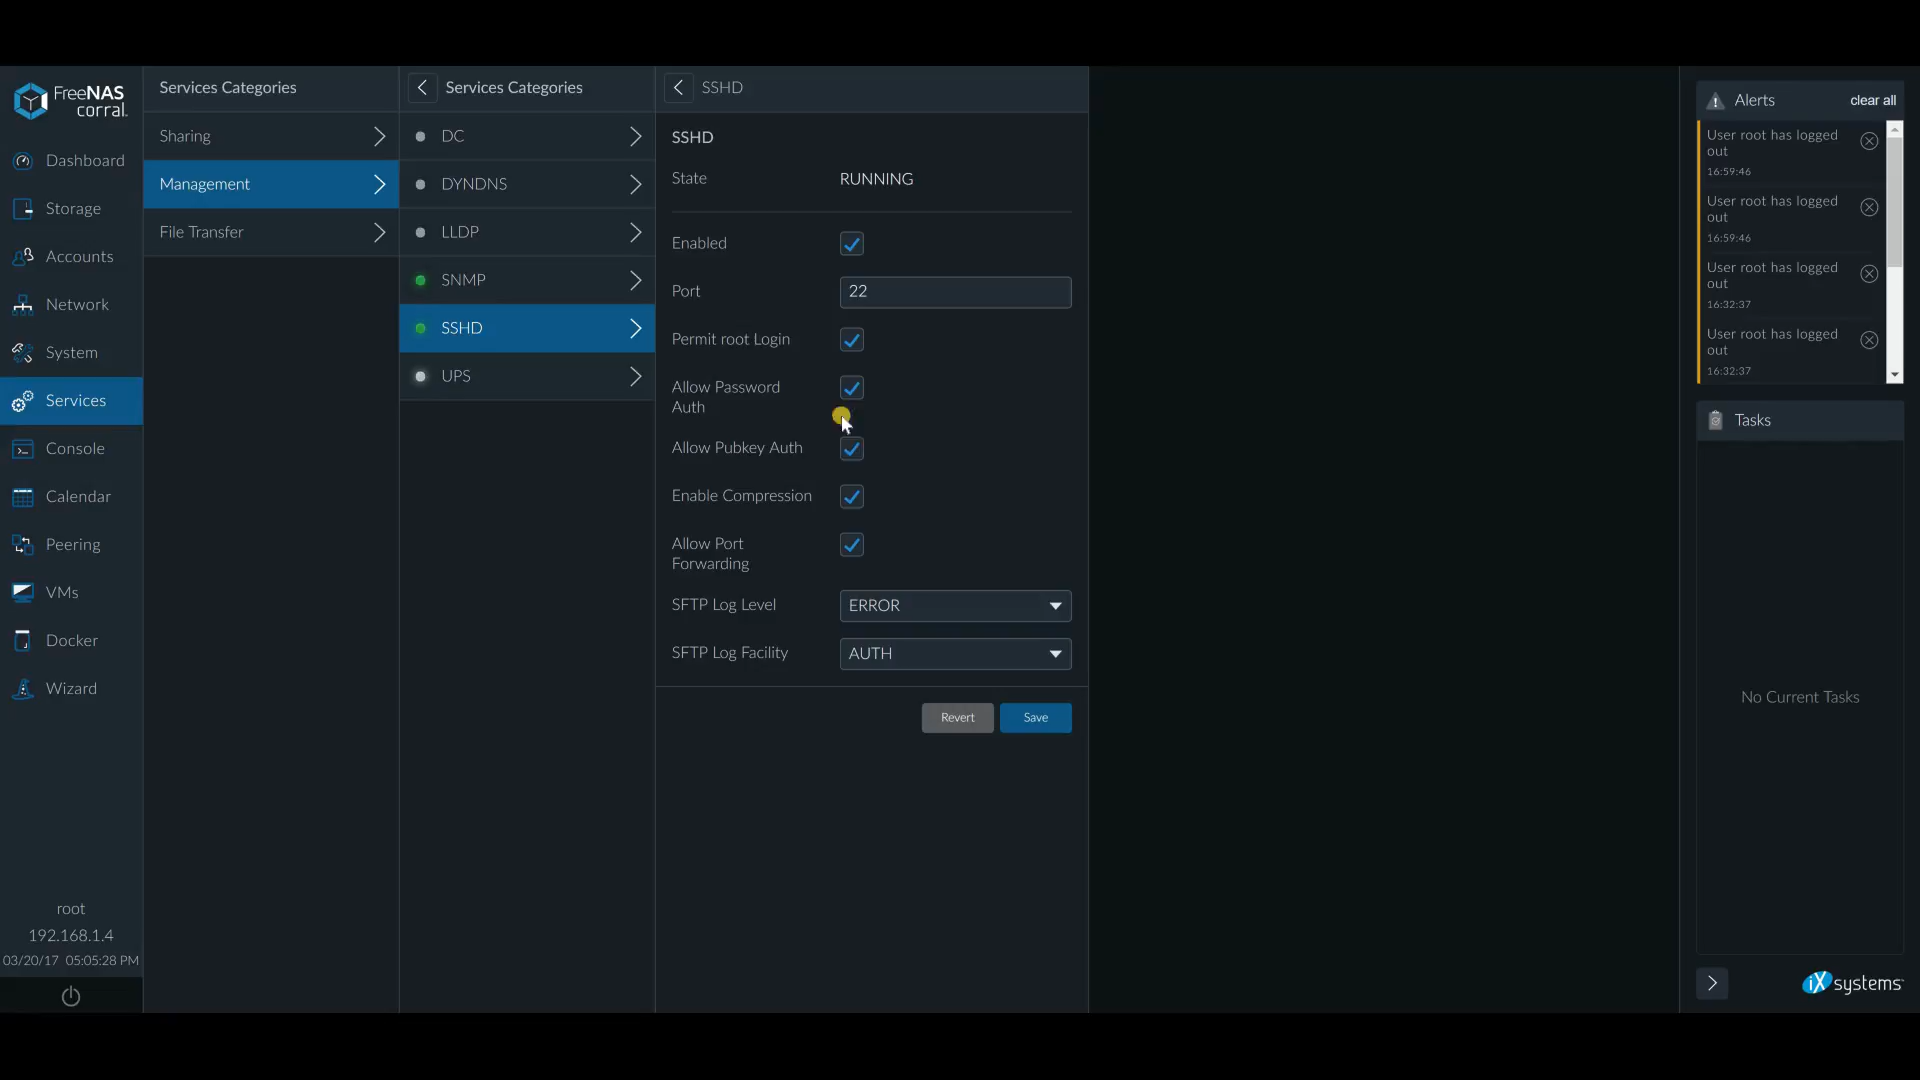 FreeNAS
corral.
Dashboard
Storage
Accounts
Network
System
Services
Console
Calendar
Peering
VMs
Docker
Wizard
root
192.168.1.4
03/20/17 05:05:28 PM
Services Categories
Sharing
Management
File Transfer
Services Categories
DC
DYNDNS
LLDP
SNMP
SSHD
UPS
SSHD
SSHD
State RUNNING
Enabled
Port 22
Permit root Login
Allow Password
Auth
Allow Pubkey Auth
Enable Compression
Allow Port
Forwarding
SFTP Log Level ERROR
SFTP Log Facility AUTH
Revert Save
Alerts clear all
User root has logged
out
16:59:46
User root has logged
out
16:59:46
User root has logged
out
16:32:37
User root has logged
out
16:32:37
Tasks
No Current Tasks
iXsystems